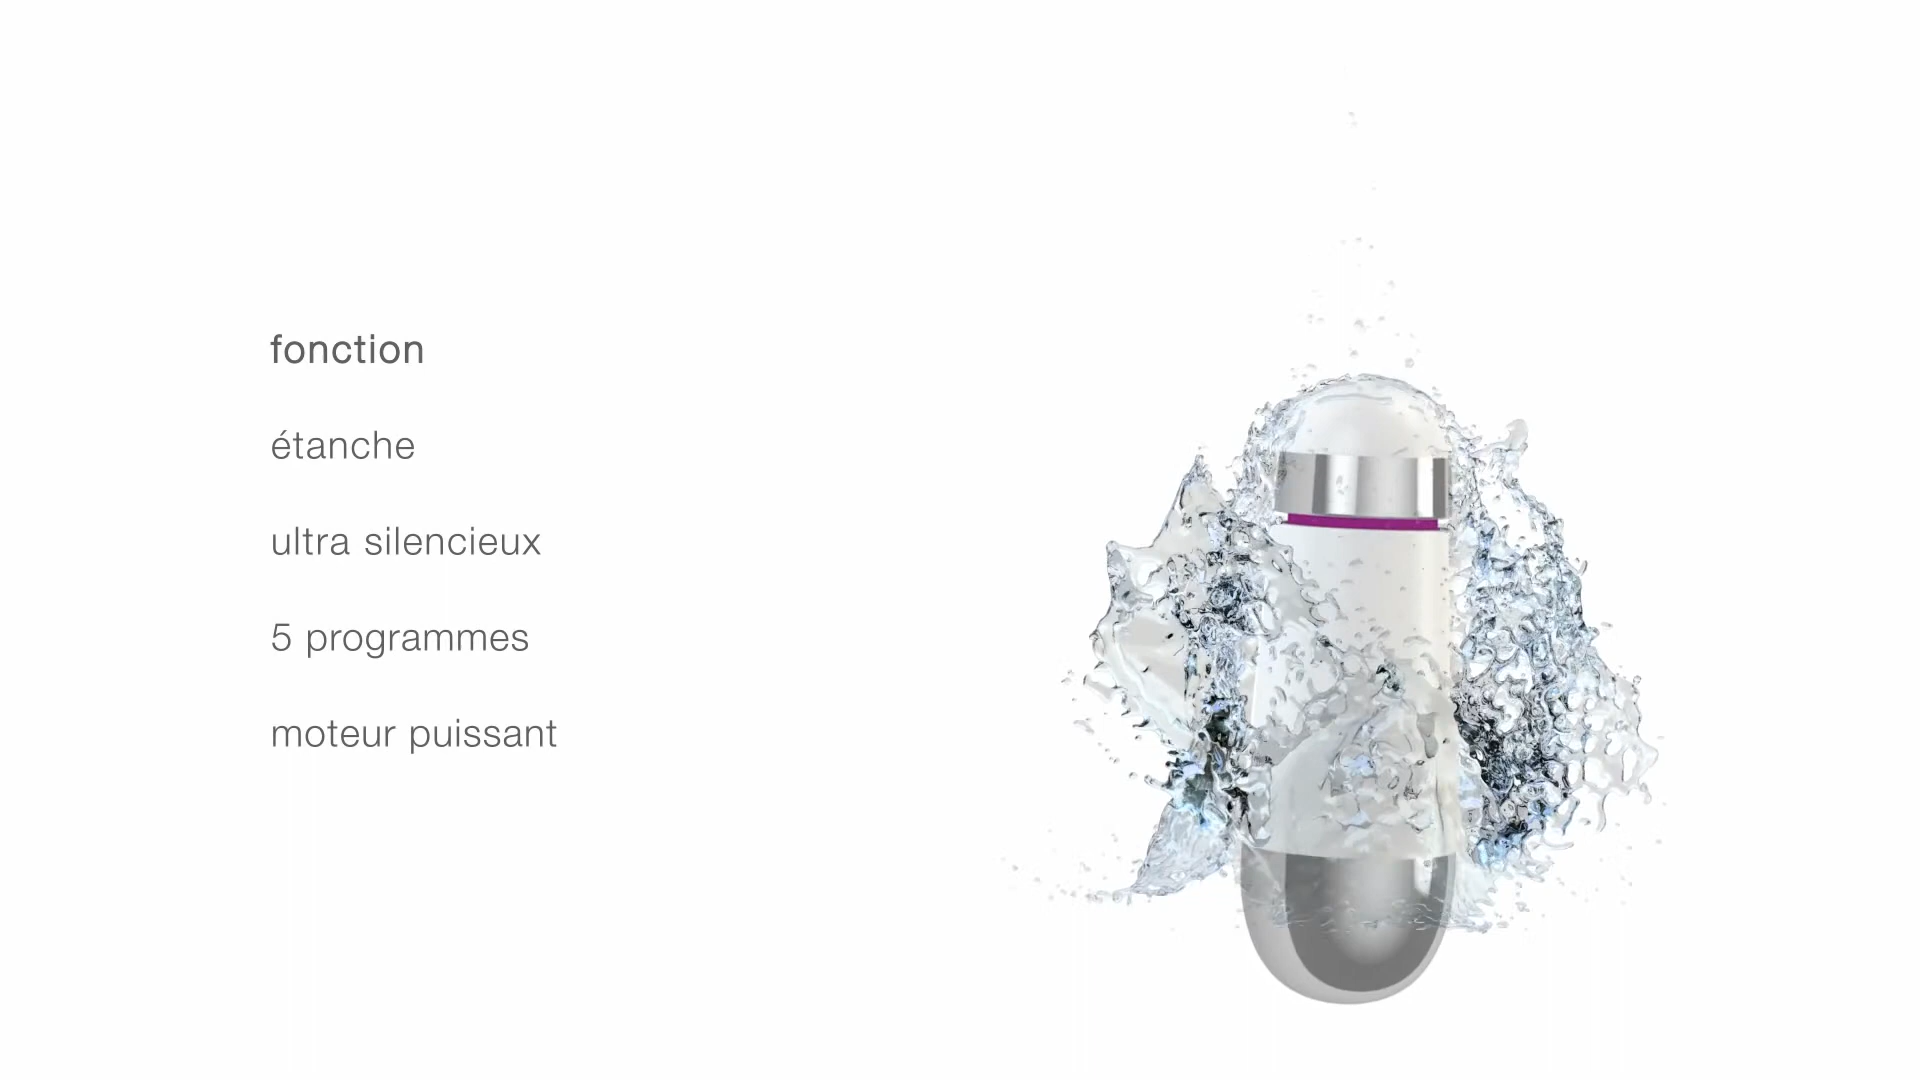 fonction
étanche
ultra silencieux
5 programmes
moteur puissant